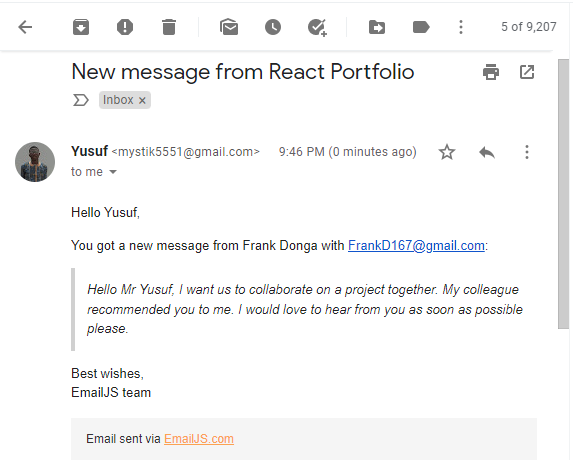 5 of 9,207
New message from React Portfolio
Inbox ×
Yusuf <mystik5551@gmail.com> 9:46 PM (0 minutes ago)
to me
Hello Yusuf,
You got a new message from Frank Donga with FrankD167@gmail.com:
Hello Mr Yusuf, I want us to collaborate on a project together. My colleague
recommended you to me. I would love to hear from you as soon as possible
please.
Best wishes,
EmailJS team
Email sent via EmailJS.com